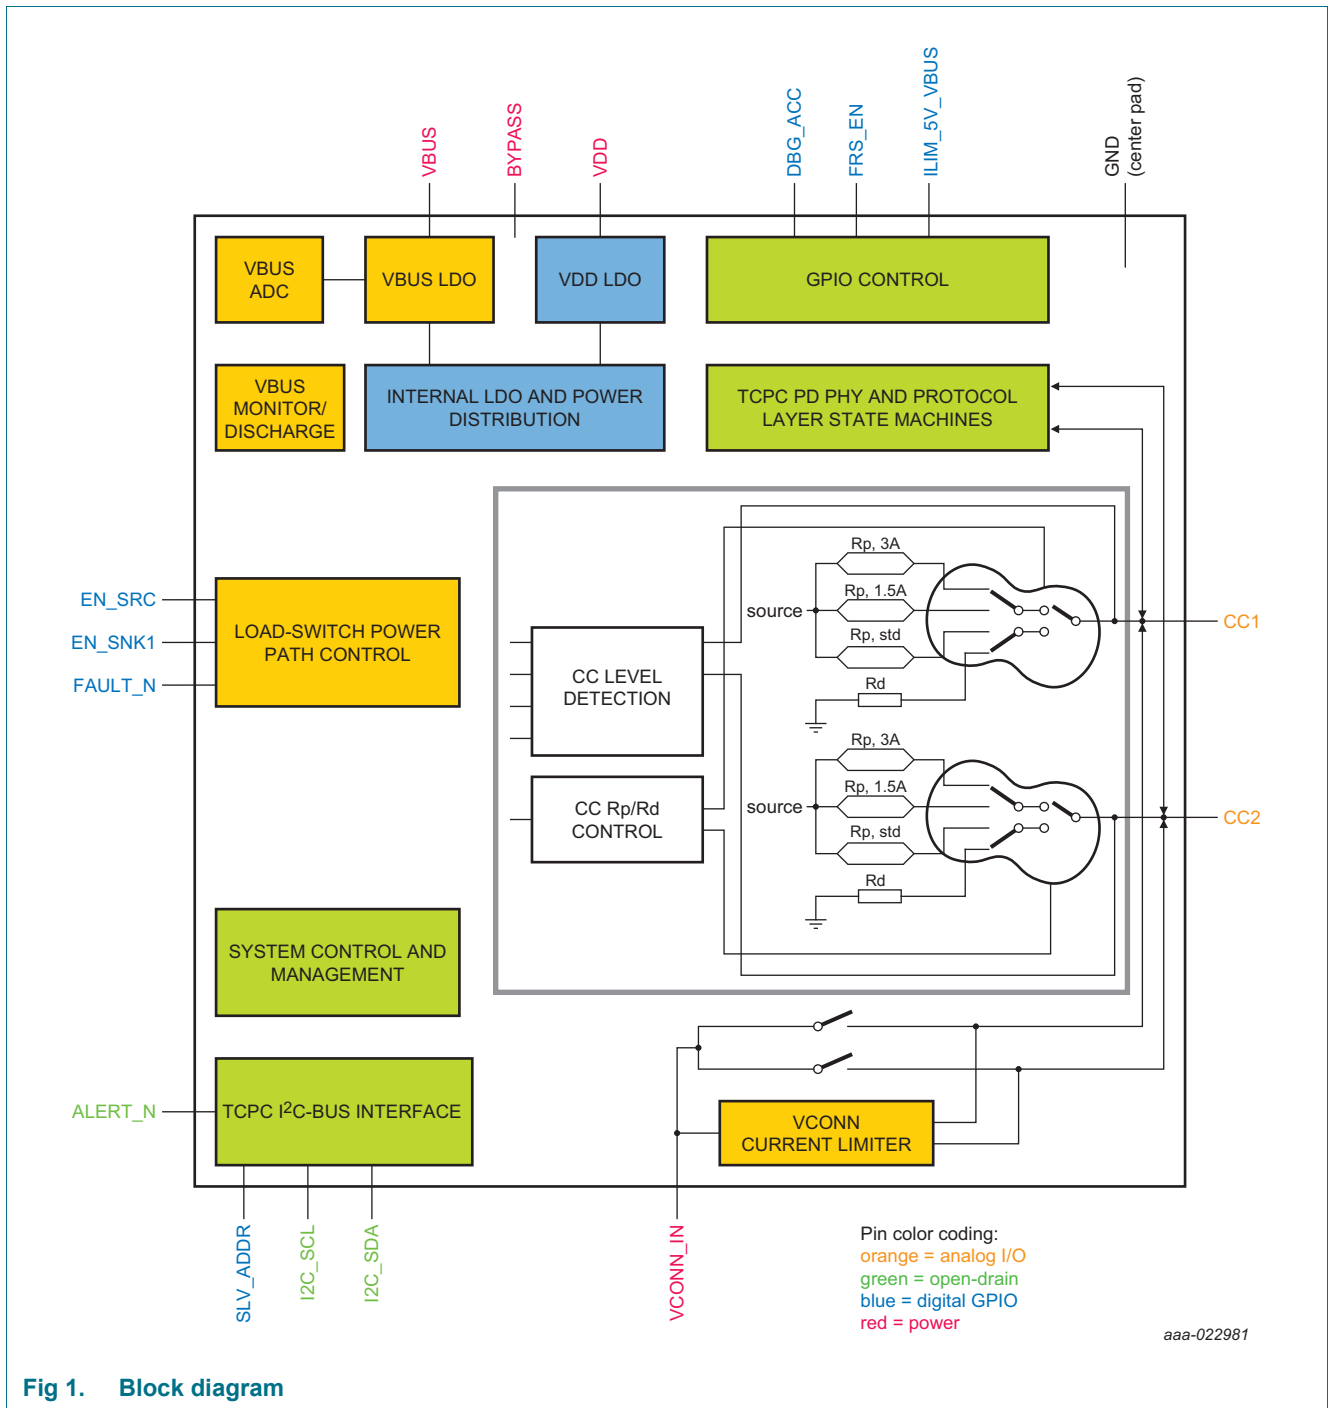 VBUS
BYPASS
VDD
DBG_ACC
FRS_EN
ILIM_5V_VBUS
GND
(center pad)
VBUS
ADC
VBUS LDO
VDD LDO
GPIO CONTROL
VBUS
MONITOR/
DISCHARGE
INTERNAL LDO AND POWER
DISTRIBUTION
TCPC PD PHY AND PROTOCOL
LAYER STATE MACHINES
EN_SRC
EN_SNK1
FAULT_N
LOAD-SWITCH POWER
PATH CONTROL
CC LEVEL
DETECTION
CC Rp/Rd
CONTROL
Rp, 3A
Rp, 1.5A
source
Rp, std
Rd
CC1
Rp, 3A
Rp, 1.5A
source
Rp, std
Rd
CC2
SYSTEM CONTROL AND
MANAGEMENT
ALERT_N
TCPC I²C-BUS INTERFACE
VCONN
CURRENT LIMITER
SLV_ADDR
I2C_SCL
I2C_SDA
VCONN_IN
Pin color coding:
orange = analog I/O
green = open-drain
blue = digital GPIO
red = power
aaa-022981
Fig 1. Block diagram